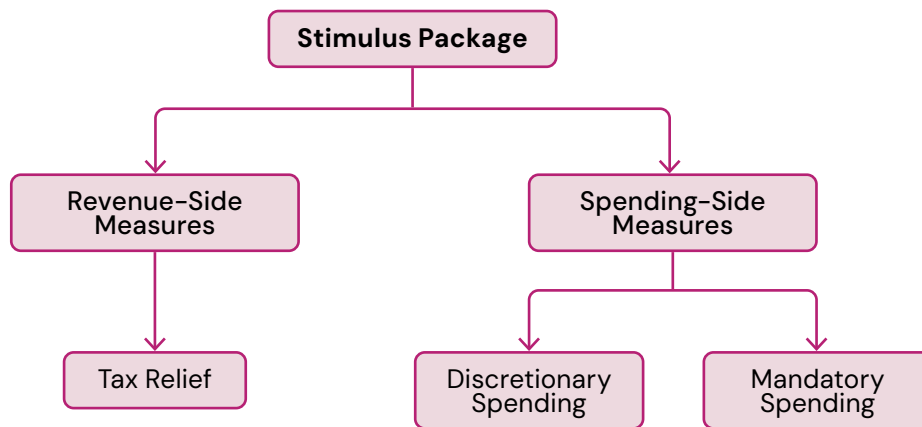 Stimulus Package
Revenue-Side
Measures
Spending-Side
Measures
Tax Relief
Discretionary
Spending
Mandatory
Spending